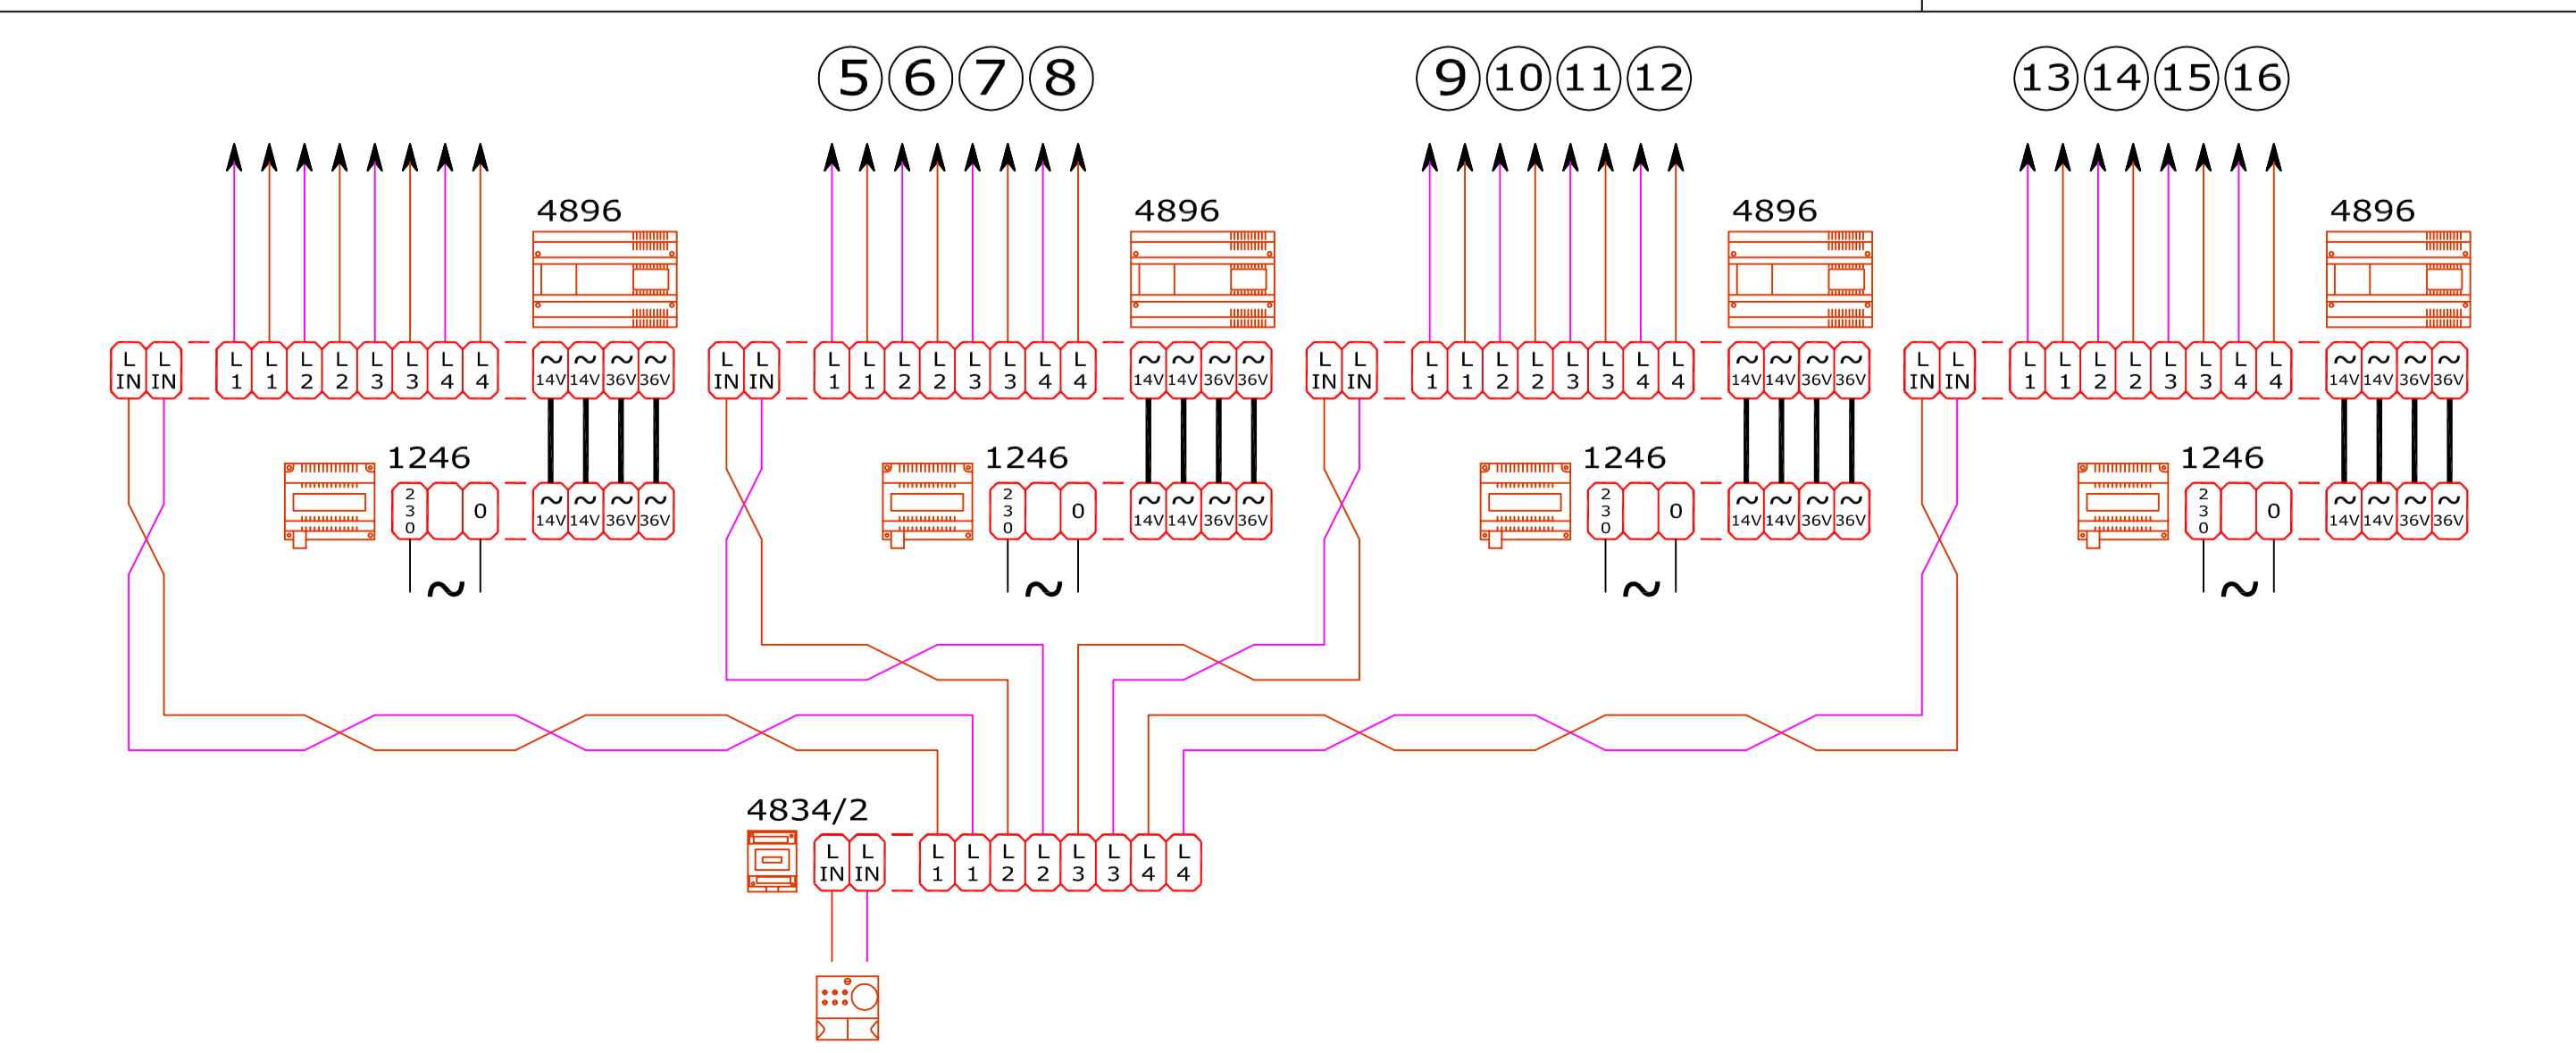 5 6 7 8 9 10 11 12 13 14 15 16
4896 4896 4896 4896
L IN L IN L 1 L 1 L 2 L 2 L 3 L 3 L 4 L 4 ~ 14V ~ 14V ~ 36V ~ 36V
L IN L IN L 1 L 1 L 2 L 2 L 3 L 3 L 4 L 4 ~ 14V ~ 14V ~ 36V ~ 36V
L IN L IN L 1 L 1 L 2 L 2 L 3 L 3 L 4 L 4 ~ 14V ~ 14V ~ 36V ~ 36V
L IN L IN L 1 L 1 L 2 L 2 L 3 L 3 L 4 L 4 ~ 14V ~ 14V ~ 36V ~ 36V
1246 1246 1246 1246
230 0 ~ 14V ~ 14V ~ 36V ~ 36V
230 0 ~ 14V ~ 14V ~ 36V ~ 36V
230 0 ~ 14V ~ 14V ~ 36V ~ 36V
230 0 ~ 14V ~ 14V ~ 36V ~ 36V
~ ~ ~ ~
4834/2
L IN L IN L 1 L 1 L 2 L 2 L 3 L 3 L 4 L 4